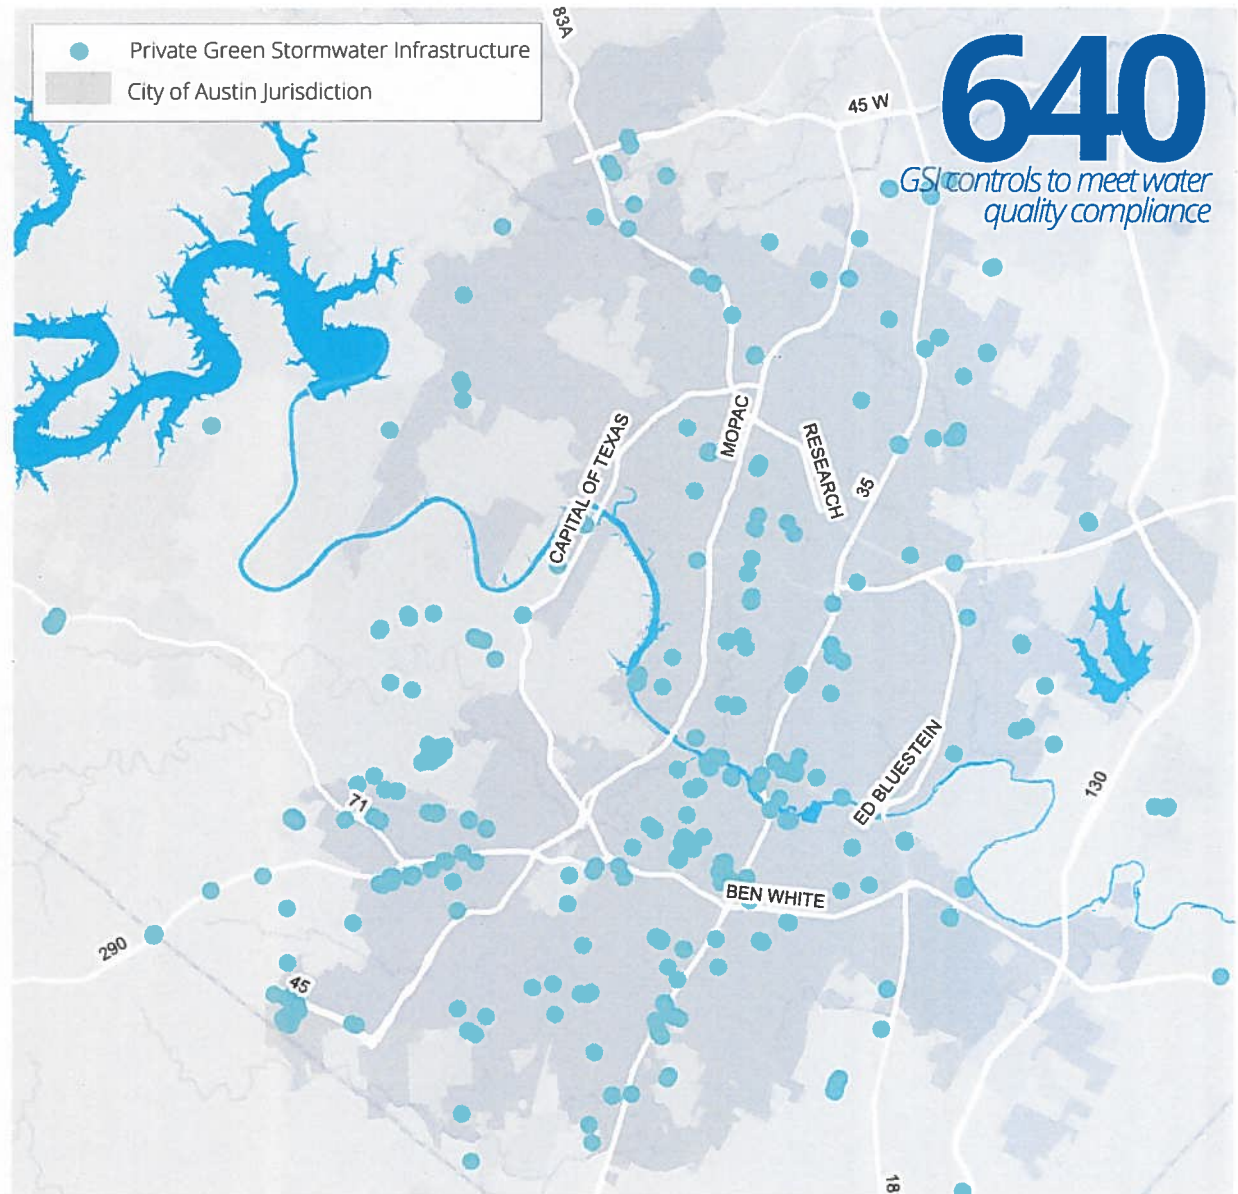 Private Green Stormwater Infrastructure
City of Austin Jurisdiction
640
GSI controls to meet water
quality compliance
83A
45 W
CAPITAL OF TEXAS
MOPAC
RESEARCH
35
ED BLUESTEIN
130
71
BEN WHITE
290
45
18